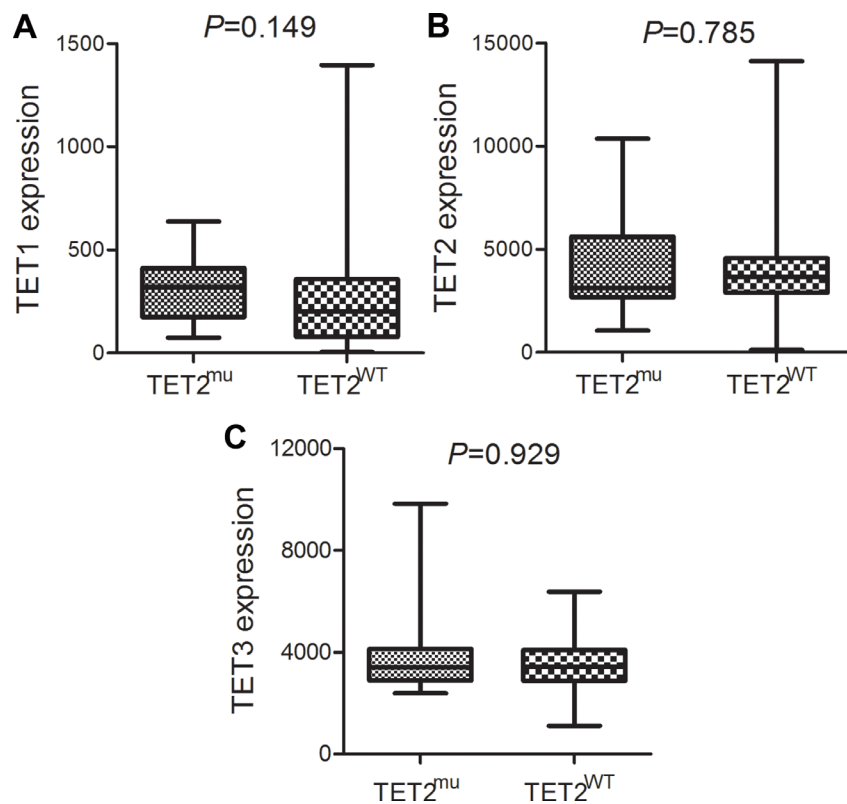 A
P=0.149
TET1 expression
1500
1000
500
0
TET2mu
TET2WT
B
P=0.785
TET2 expression
15000
10000
5000
0
TET2mu
TET2WT
C
P=0.929
TET3 expression
12000
8000
4000
0
TET2mu
TET2WT